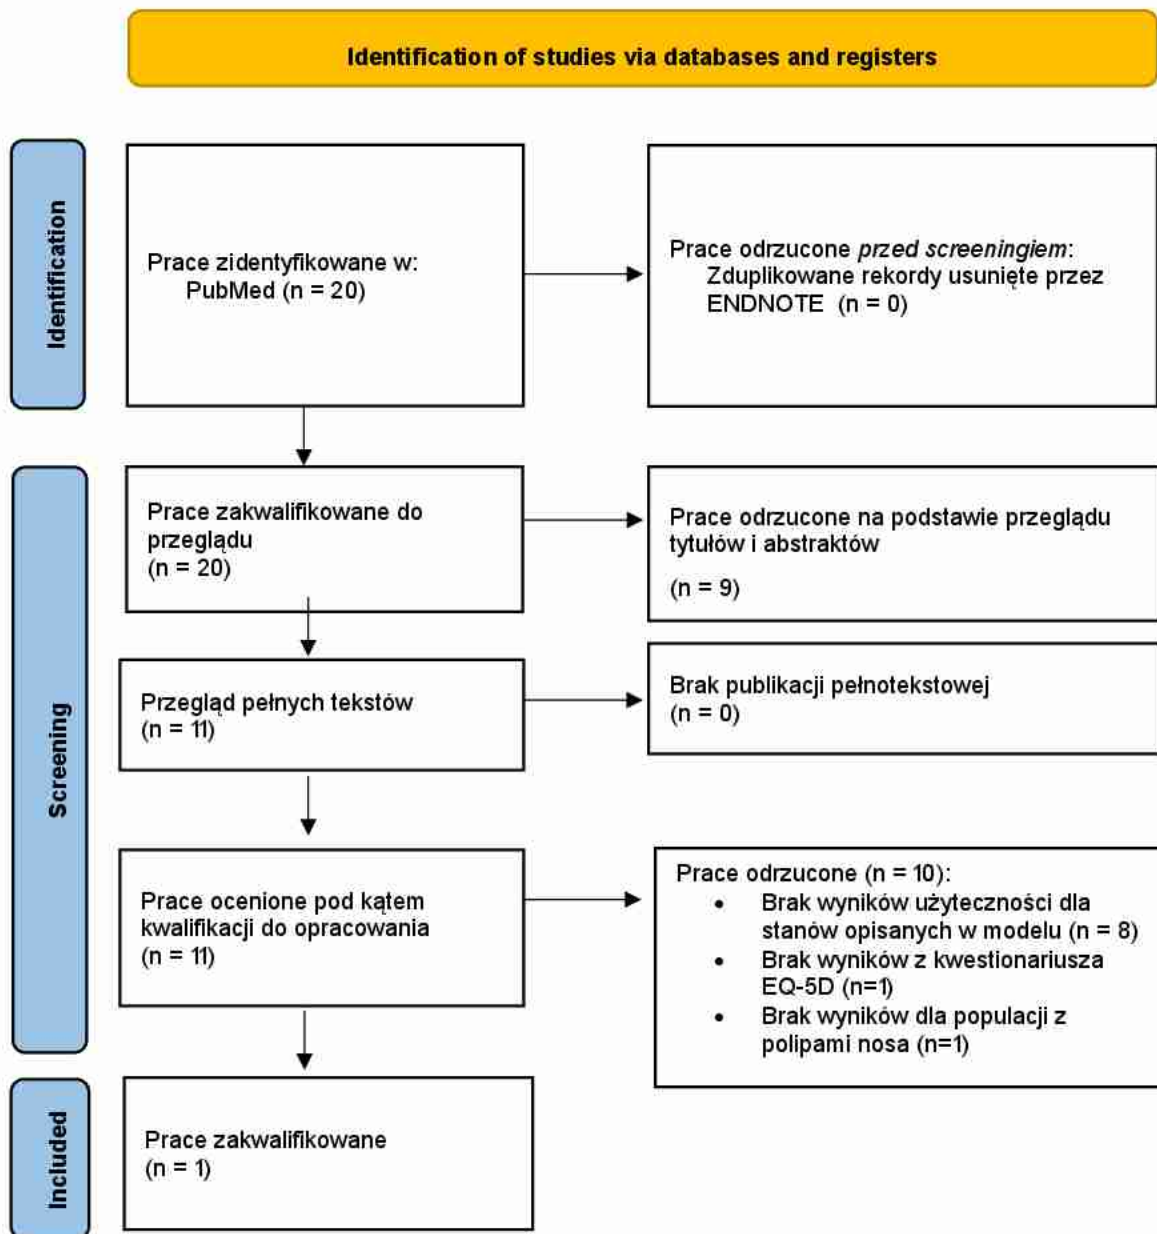 Identification of studies via databases and registers
Identification
Prace zidentyfikowane w:
PubMed (n = 20)
Prace odrzucone przed screeningiem:
Zduplikowane rekordy usunięte przez
ENDNOTE (n = 0)
Screening
Prace zakwalifikowane do
przeglądu
(n = 20)
Prace odrzucone na podstawie przeglądu
tytułów i abstraktów
(n = 9)
Przegląd pełnych tekstów
(n = 11)
Brak publikacji pełnotekstowej
(n = 0)
Prace ocenione pod kątem
kwalifikacji do opracowania
(n = 11)
Prace odrzucone (n = 10):
• Brak wyników użyteczności dla
stanów opisanych w modelu (n = 8)
• Brak wyników z kwestionariusza
EQ-5D (n=1)
• Brak wyników dla populacji z
polipami nosa (n=1)
Included
Prace zakwalifikowane
(n = 1)